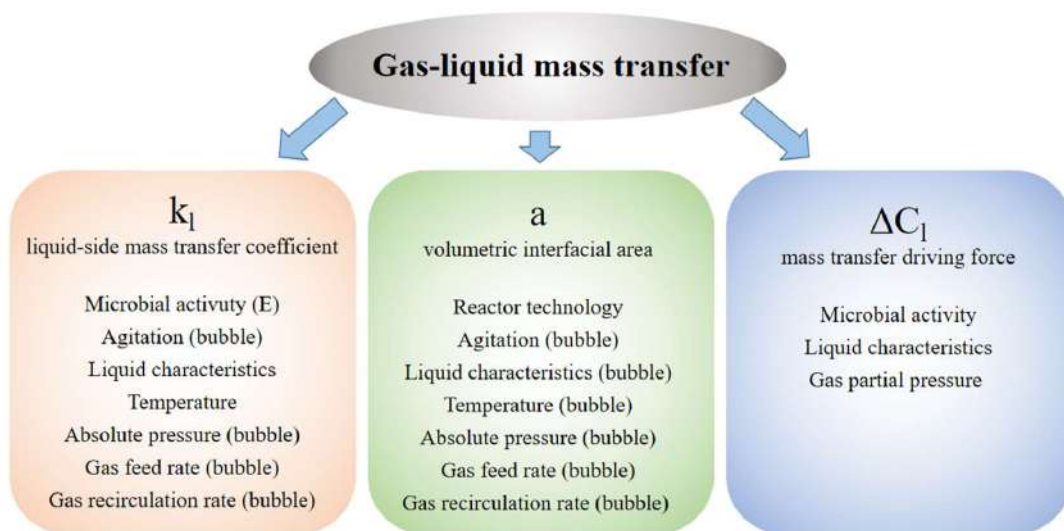 Gas-liquid mass transfer
kl
liquid-side mass transfer coefficient
Microbial activuty (E)
Agitation (bubble)
Liquid characteristics
Temperature
Absolute pressure (bubble)
Gas feed rate (bubble)
Gas recirculation rate (bubble)
a
volumetric interfacial area
Reactor technology
Agitation (bubble)
Liquid characteristics (bubble)
Temperature (bubble)
Absolute pressure (bubble)
Gas feed rate (bubble)
Gas recirculation rate (bubble)
ΔCl
mass transfer driving force
Microbial activity
Liquid characteristics
Gas partial pressure